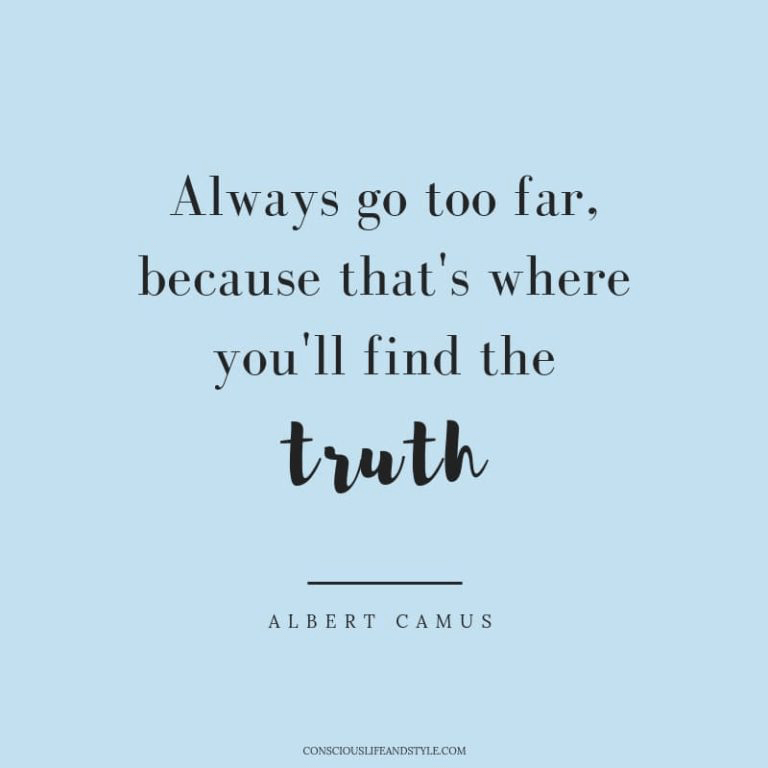 Always go too far,
because that's where
you'll find the
truth
ALBERT CAMUS
CONSCIOUSLIFEANDSTYLE.COM